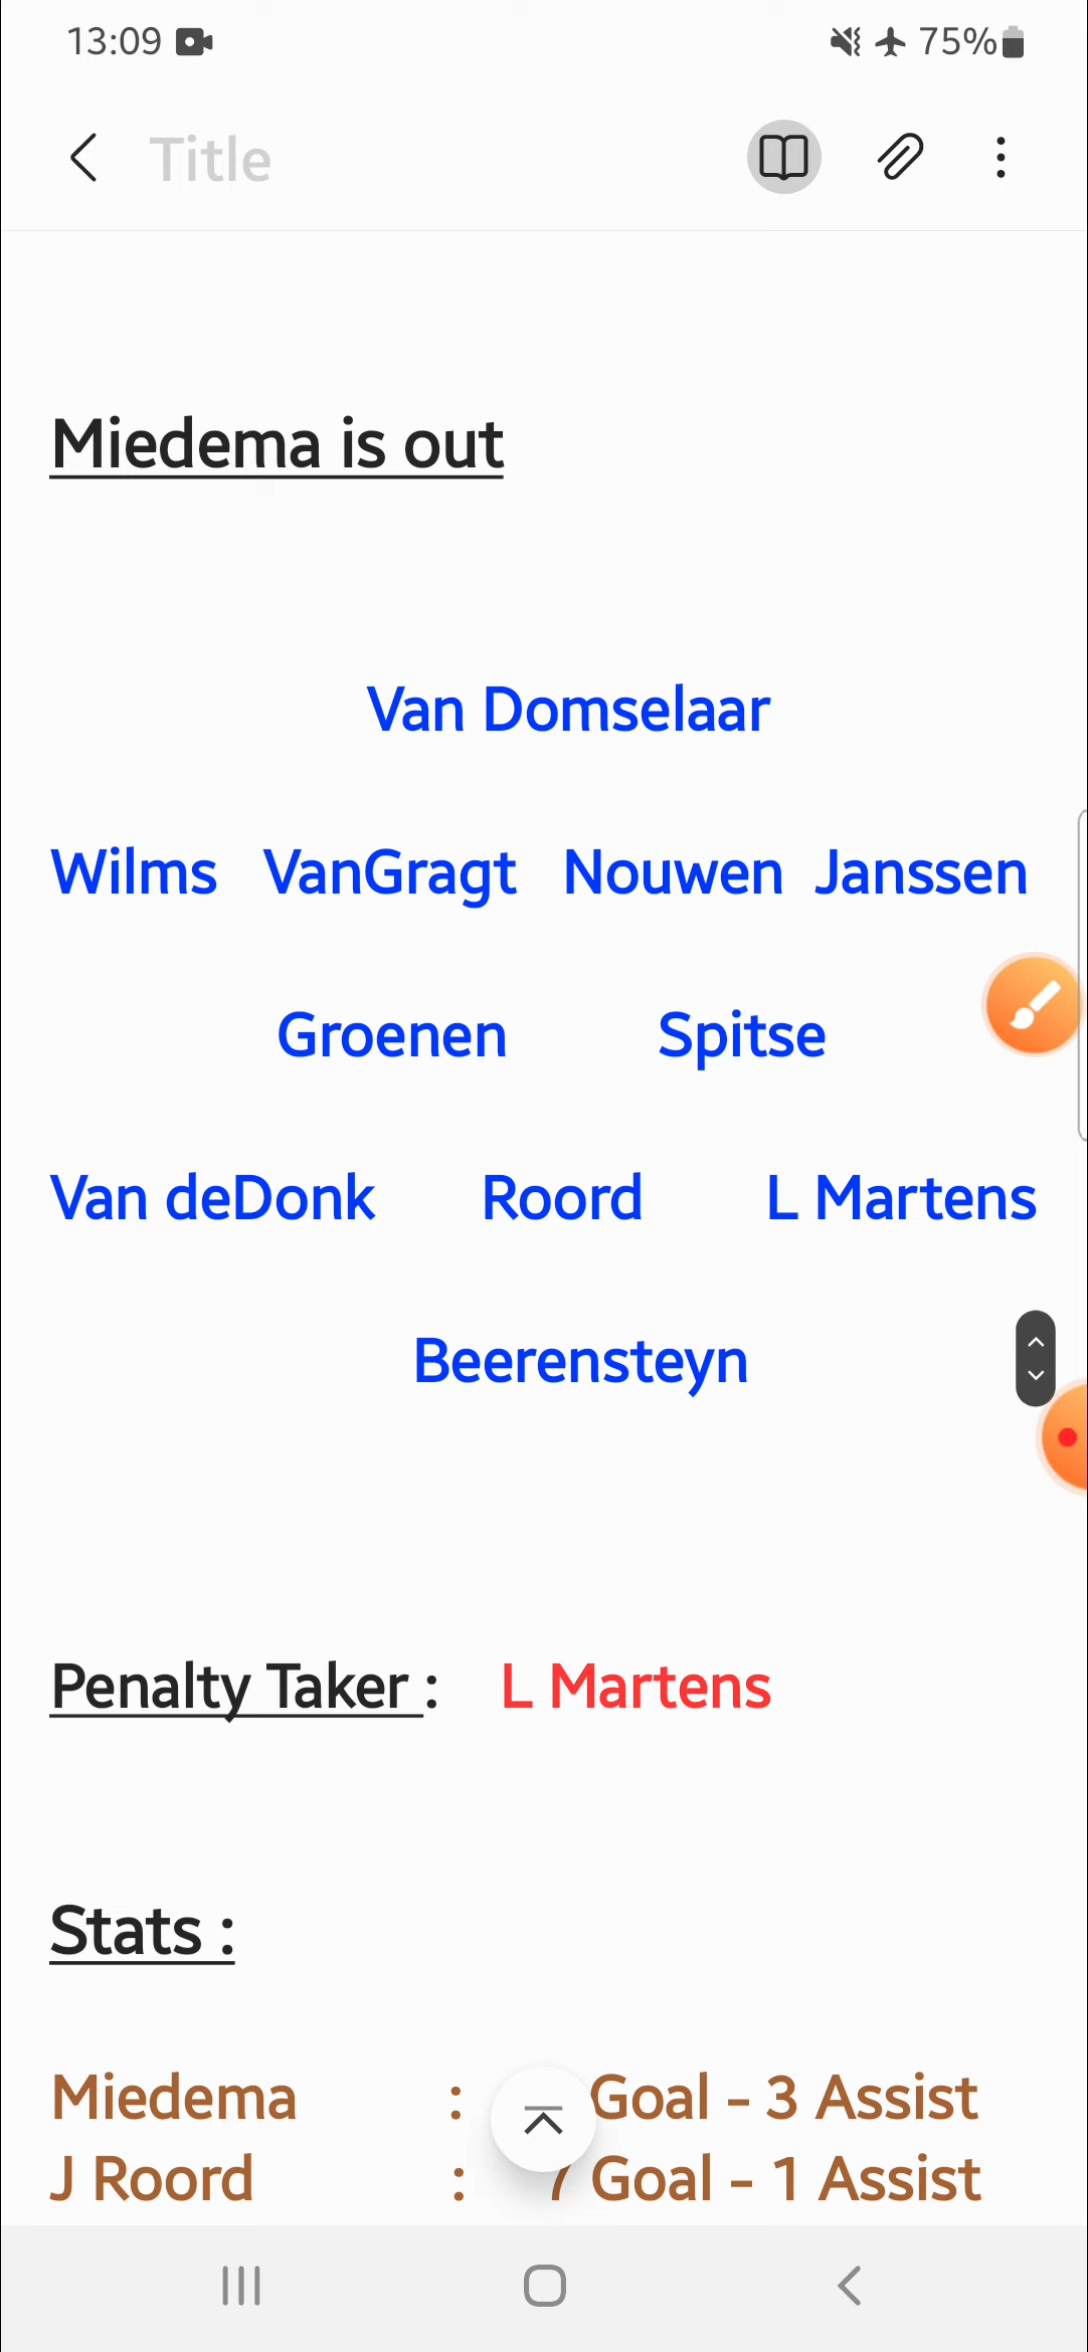 13:09 75%
Title
Miedema is out
Van Domselaar
Wilms VanGragt Nouwen Janssen
Groenen Spitse
Van deDonk Roord L Martens
Beerensteyn
Penalty Taker : L Martens
Stats :
Miedema : Goal - 3 Assist
J Roord : Goal - 1 Assist